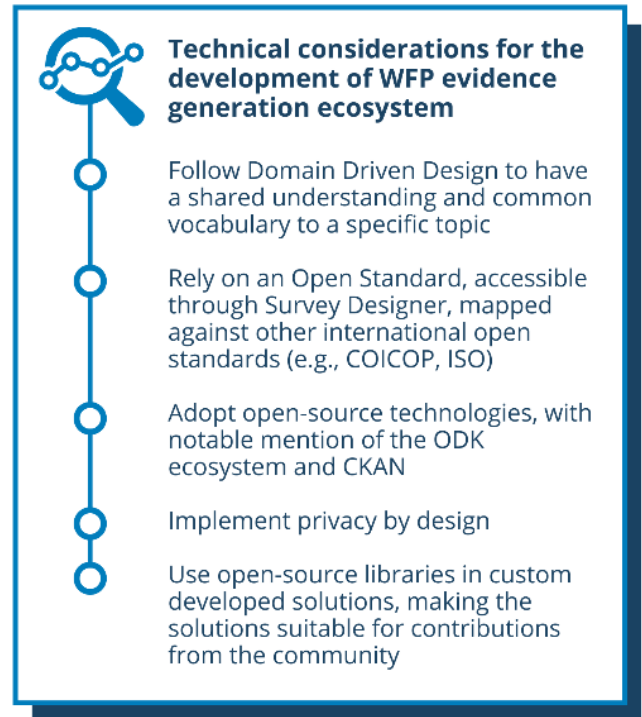 Technical considerations for the
development of WFP evidence
generation ecosystem
Follow Domain Driven Design to have
a shared understanding and common
vocabulary to a specific topic
Rely on an Open Standard, accessible
through Survey Designer, mapped
against other international open
standards (e.g., COICOP, ISO)
Adopt open-source technologies, with
notable mention of the ODK
ecosystem and CKAN
Implement privacy by design
Use open-source libraries in custom
developed solutions, making the
solutions suitable for contributions
from the community